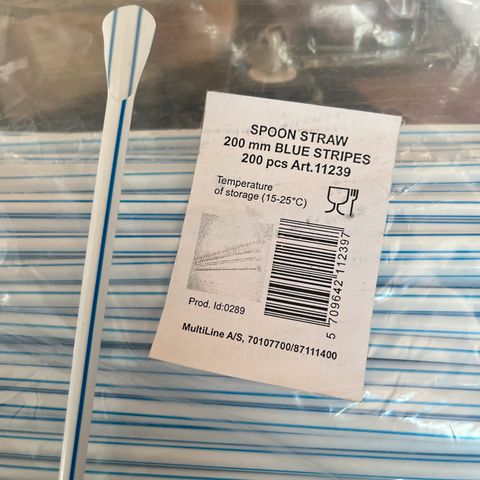 SPOON STRAW
200 mm BLUE STRIPES
200 pcs Art.11239
Temperature
of storage (15-25°C)
Prod. Id:0289
5 709642 112397
MultiLine A/S, 70107700/87111400